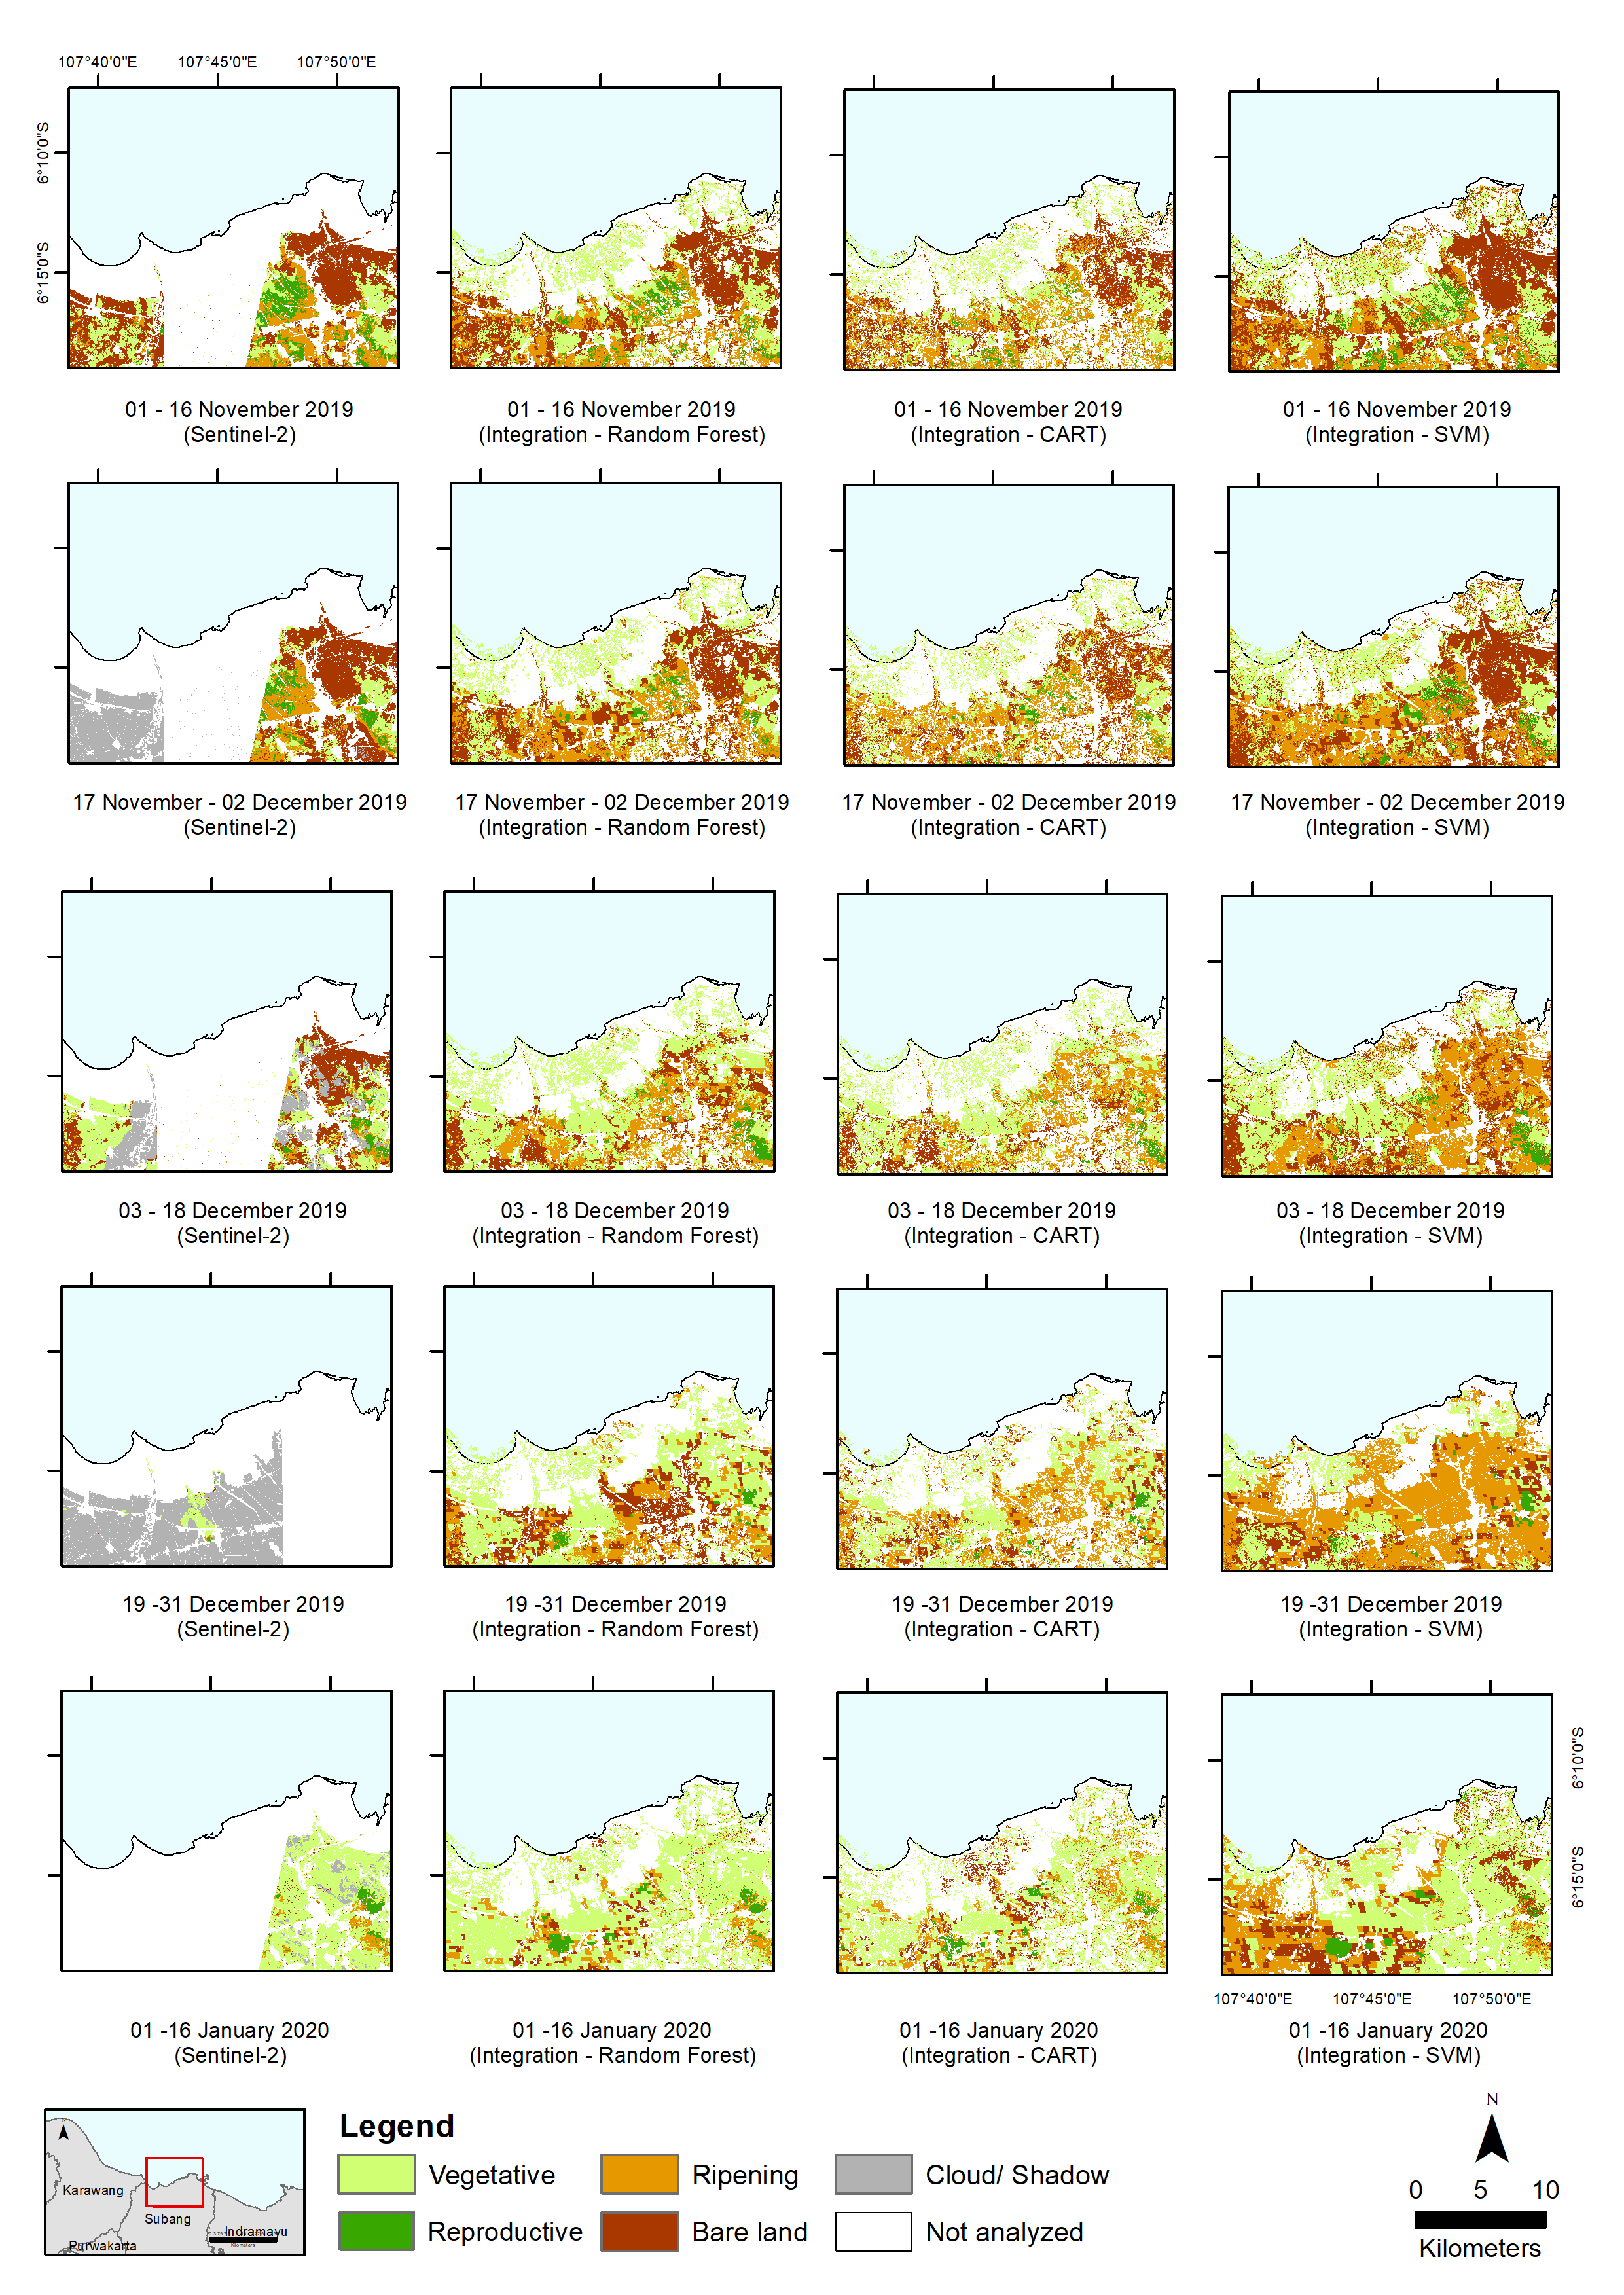 107°40'0"E 107°45'0"E 107°50'0"E
6°10'0"S
6°15'0"S
01 - 16 November 2019
(Sentinel-2)
01 - 16 November 2019
(Integration - Random Forest)
01 - 16 November 2019
(Integration - CART)
01 - 16 November 2019
(Integration - SVM)
17 November - 02 December 2019
(Sentinel-2)
17 November - 02 December 2019
(Integration - Random Forest)
17 November - 02 December 2019
(Integration - CART)
17 November - 02 December 2019
(Integration - SVM)
03 - 18 December 2019
(Sentinel-2)
03 - 18 December 2019
(Integration - Random Forest)
03 - 18 December 2019
(Integration - CART)
03 - 18 December 2019
(Integration - SVM)
19 -31 December 2019
(Sentinel-2)
19 -31 December 2019
(Integration - Random Forest)
19 -31 December 2019
(Integration - CART)
19 -31 December 2019
(Integration - SVM)
6°10'0"S
6°15'0"S
107°40'0"E 107°45'0"E 107°50'0"E
01 -16 January 2020
(Sentinel-2)
01 -16 January 2020
(Integration - Random Forest)
01 -16 January 2020
(Integration - CART)
01 -16 January 2020
(Integration - SVM)
Karawang
Subang
Indramayu
Purwakarta
Kilometers
Legend
Vegetative
Ripening
Cloud/ Shadow
Reproductive
Bare land
Not analyzed
N
0 5 10
Kilometers